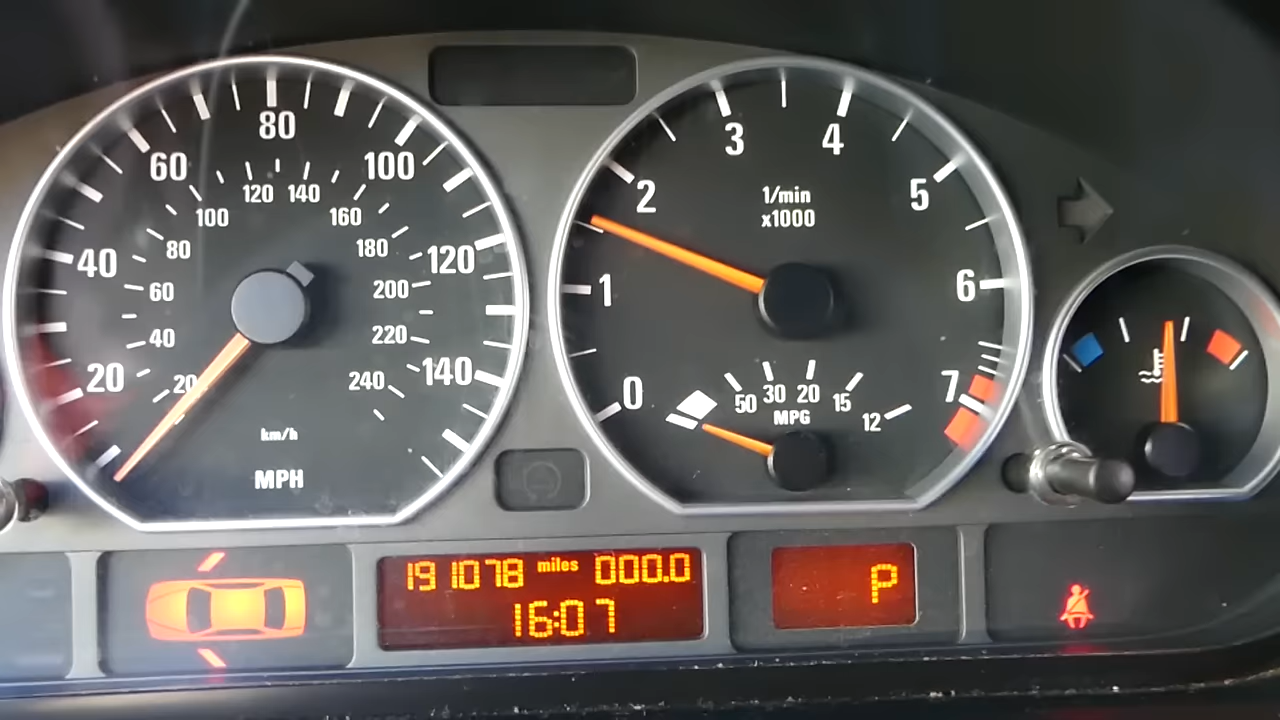 20 40 60 80 100 120 140
20 40 60 80 100 120 140 160 180 200 220 240
km/h
MPH
0 1 2 3 4 5 6 7
1/min
x1000
50 30 20 15 12
MPG
191078 miles 000.0
16:07
P